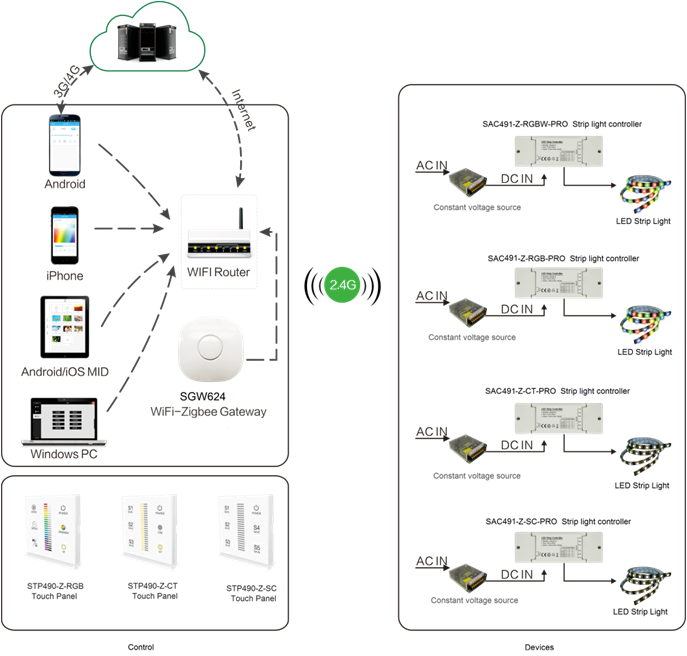 3G/4G
Internet
Android
iPhone
WIFI Router
Android/iOS MID
SGW624
WiFi-Zigbee Gateway
Windows PC
2.4G
STP490-Z-RGB
Touch Panel
S1
S2
S3
STP490-Z-CT
Touch Panel
S1
S2
S3
S4
S5
STP490-Z-SC
Touch Panel
Control
SAC491-Z-RGBW-PRO Strip light controller
AC IN
DC IN
Constant voltage source
LED Strip Light
SAC491-Z-RGB-PRO Strip light controller
AC IN
DC IN
Constant voltage source
LED Strip Light
SAC491-Z-CT-PRO Strip light controller
AC IN
DC IN
Constant voltage source
LED Strip Light
SAC491-Z-SC-PRO Strip light controller
AC IN
DC IN
Constant voltage source
LED Strip Light
Devices